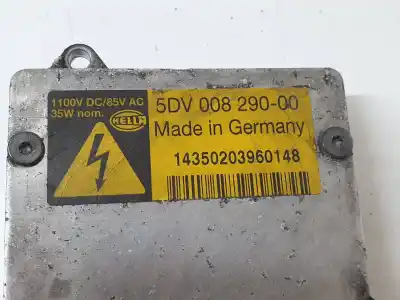 1100V DC/85V AC
35W nom.
HELLA
5DV 008 290-00
Made in Germany
14350203960148